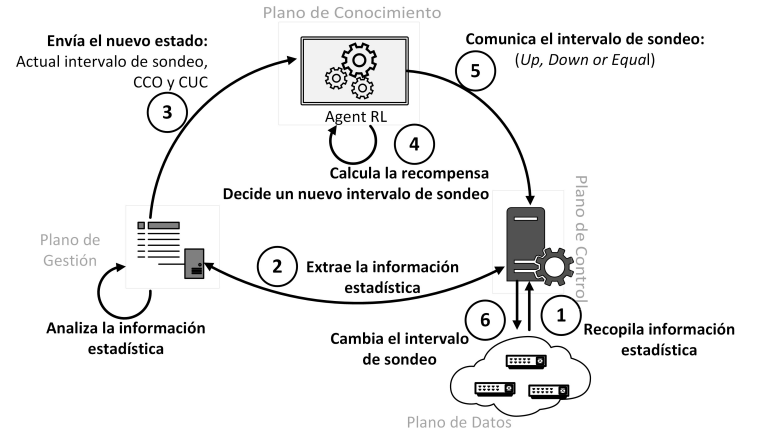 Plano de Conocimiento
Envía el nuevo estado:
Actual intervalo de sondeo,
CCO y CUC
3
Comunica el intervalo de sondeo:
(Up, Down or Equal)
5
Agent RL
4
Calcula la recompensa
Decide un nuevo intervalo de sondeo
Plano de
Gestión
Plano de Control
2
Extrae la información
estadística
Analiza la información
estadística
6
1
Cambia el intervalo
de sondeo
Recopila información
estadística
Plano de Datos